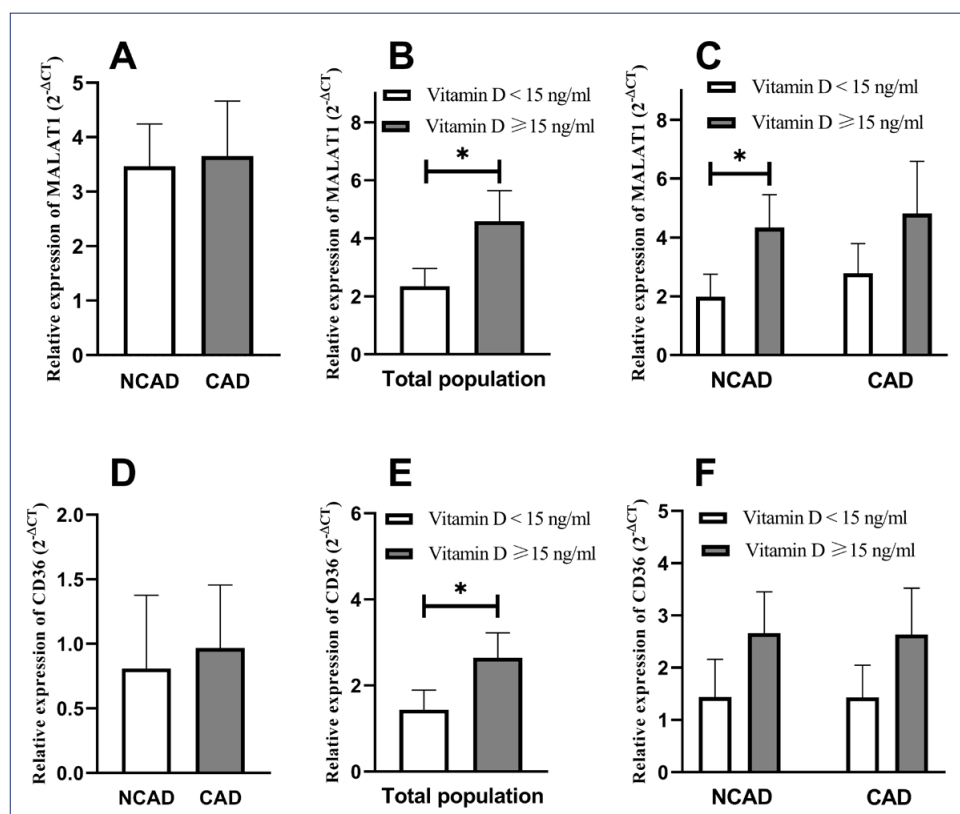 A
Relative expression of MALAT1 (2^-ΔCT)
5
4
3
2
1
0
NCAD CAD
B
Relative expression of MALAT1 (2^-ΔCT)
Vitamin D < 15 ng/ml
Vitamin D ≥15 ng/ml
8
6
4
2
0
*
Total population
C
Relative expression of MALAT1 (2^-ΔCT)
Vitamin D < 15 ng/ml
Vitamin D ≥15 ng/ml
8
6
4
2
0
*
NCAD CAD
D
Relative expression of CD36 (2^-ΔCT)
2.0
1.5
1.0
0.5
0.0
NCAD CAD
E
Relative expression of CD36 (2^-ΔCT)
Vitamin D < 15 ng/ml
Vitamin D ≥15 ng/ml
6
4
2
0
*
Total population
F
Relative expression of CD36 (2^-ΔCT)
Vitamin D < 15 ng/ml
Vitamin D ≥15 ng/ml
5
4
3
2
1
0
NCAD CAD